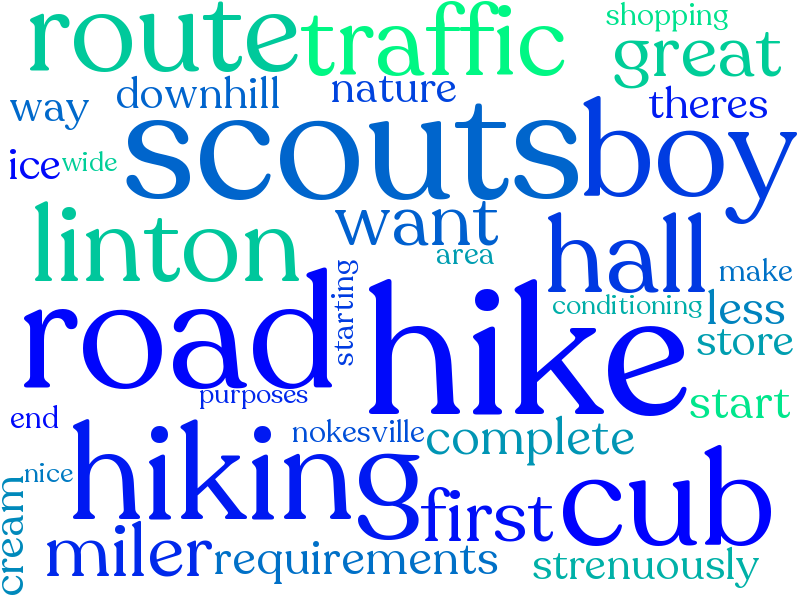 route
traffic
shopping
great
way
downhill
nature
theres
scouts
boy
ice
wide
linton
want
area
hall
make
road
starting
hike
conditioning
less
store
purposes
start
end
nokesville
complete
nice
hiking
first
cub
cream
miler
requirements
strenuously